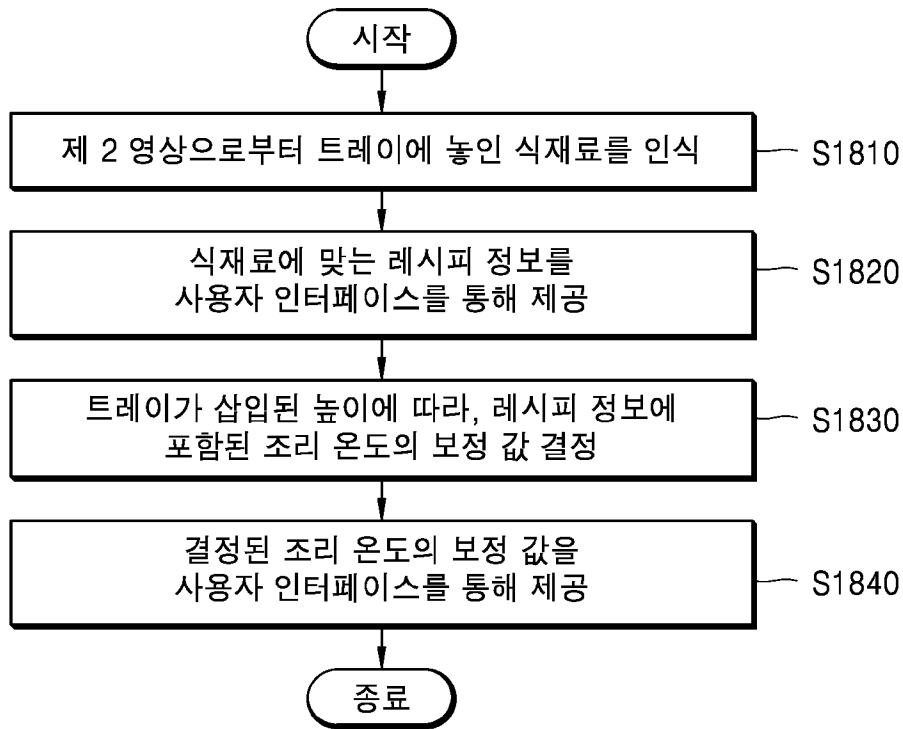 시작
제 2 영상으로부터 트레이에 놓인 식재료를 인식
S1810
식재료에 맞는 레시피 정보를
사용자 인터페이스를 통해 제공
S1820
트레이가 삽입된 높이에 따라, 레시피 정보에
포함된 조리 온도의 보정 값 결정
S1830
결정된 조리 온도의 보정 값을
사용자 인터페이스를 통해 제공
S1840
종료